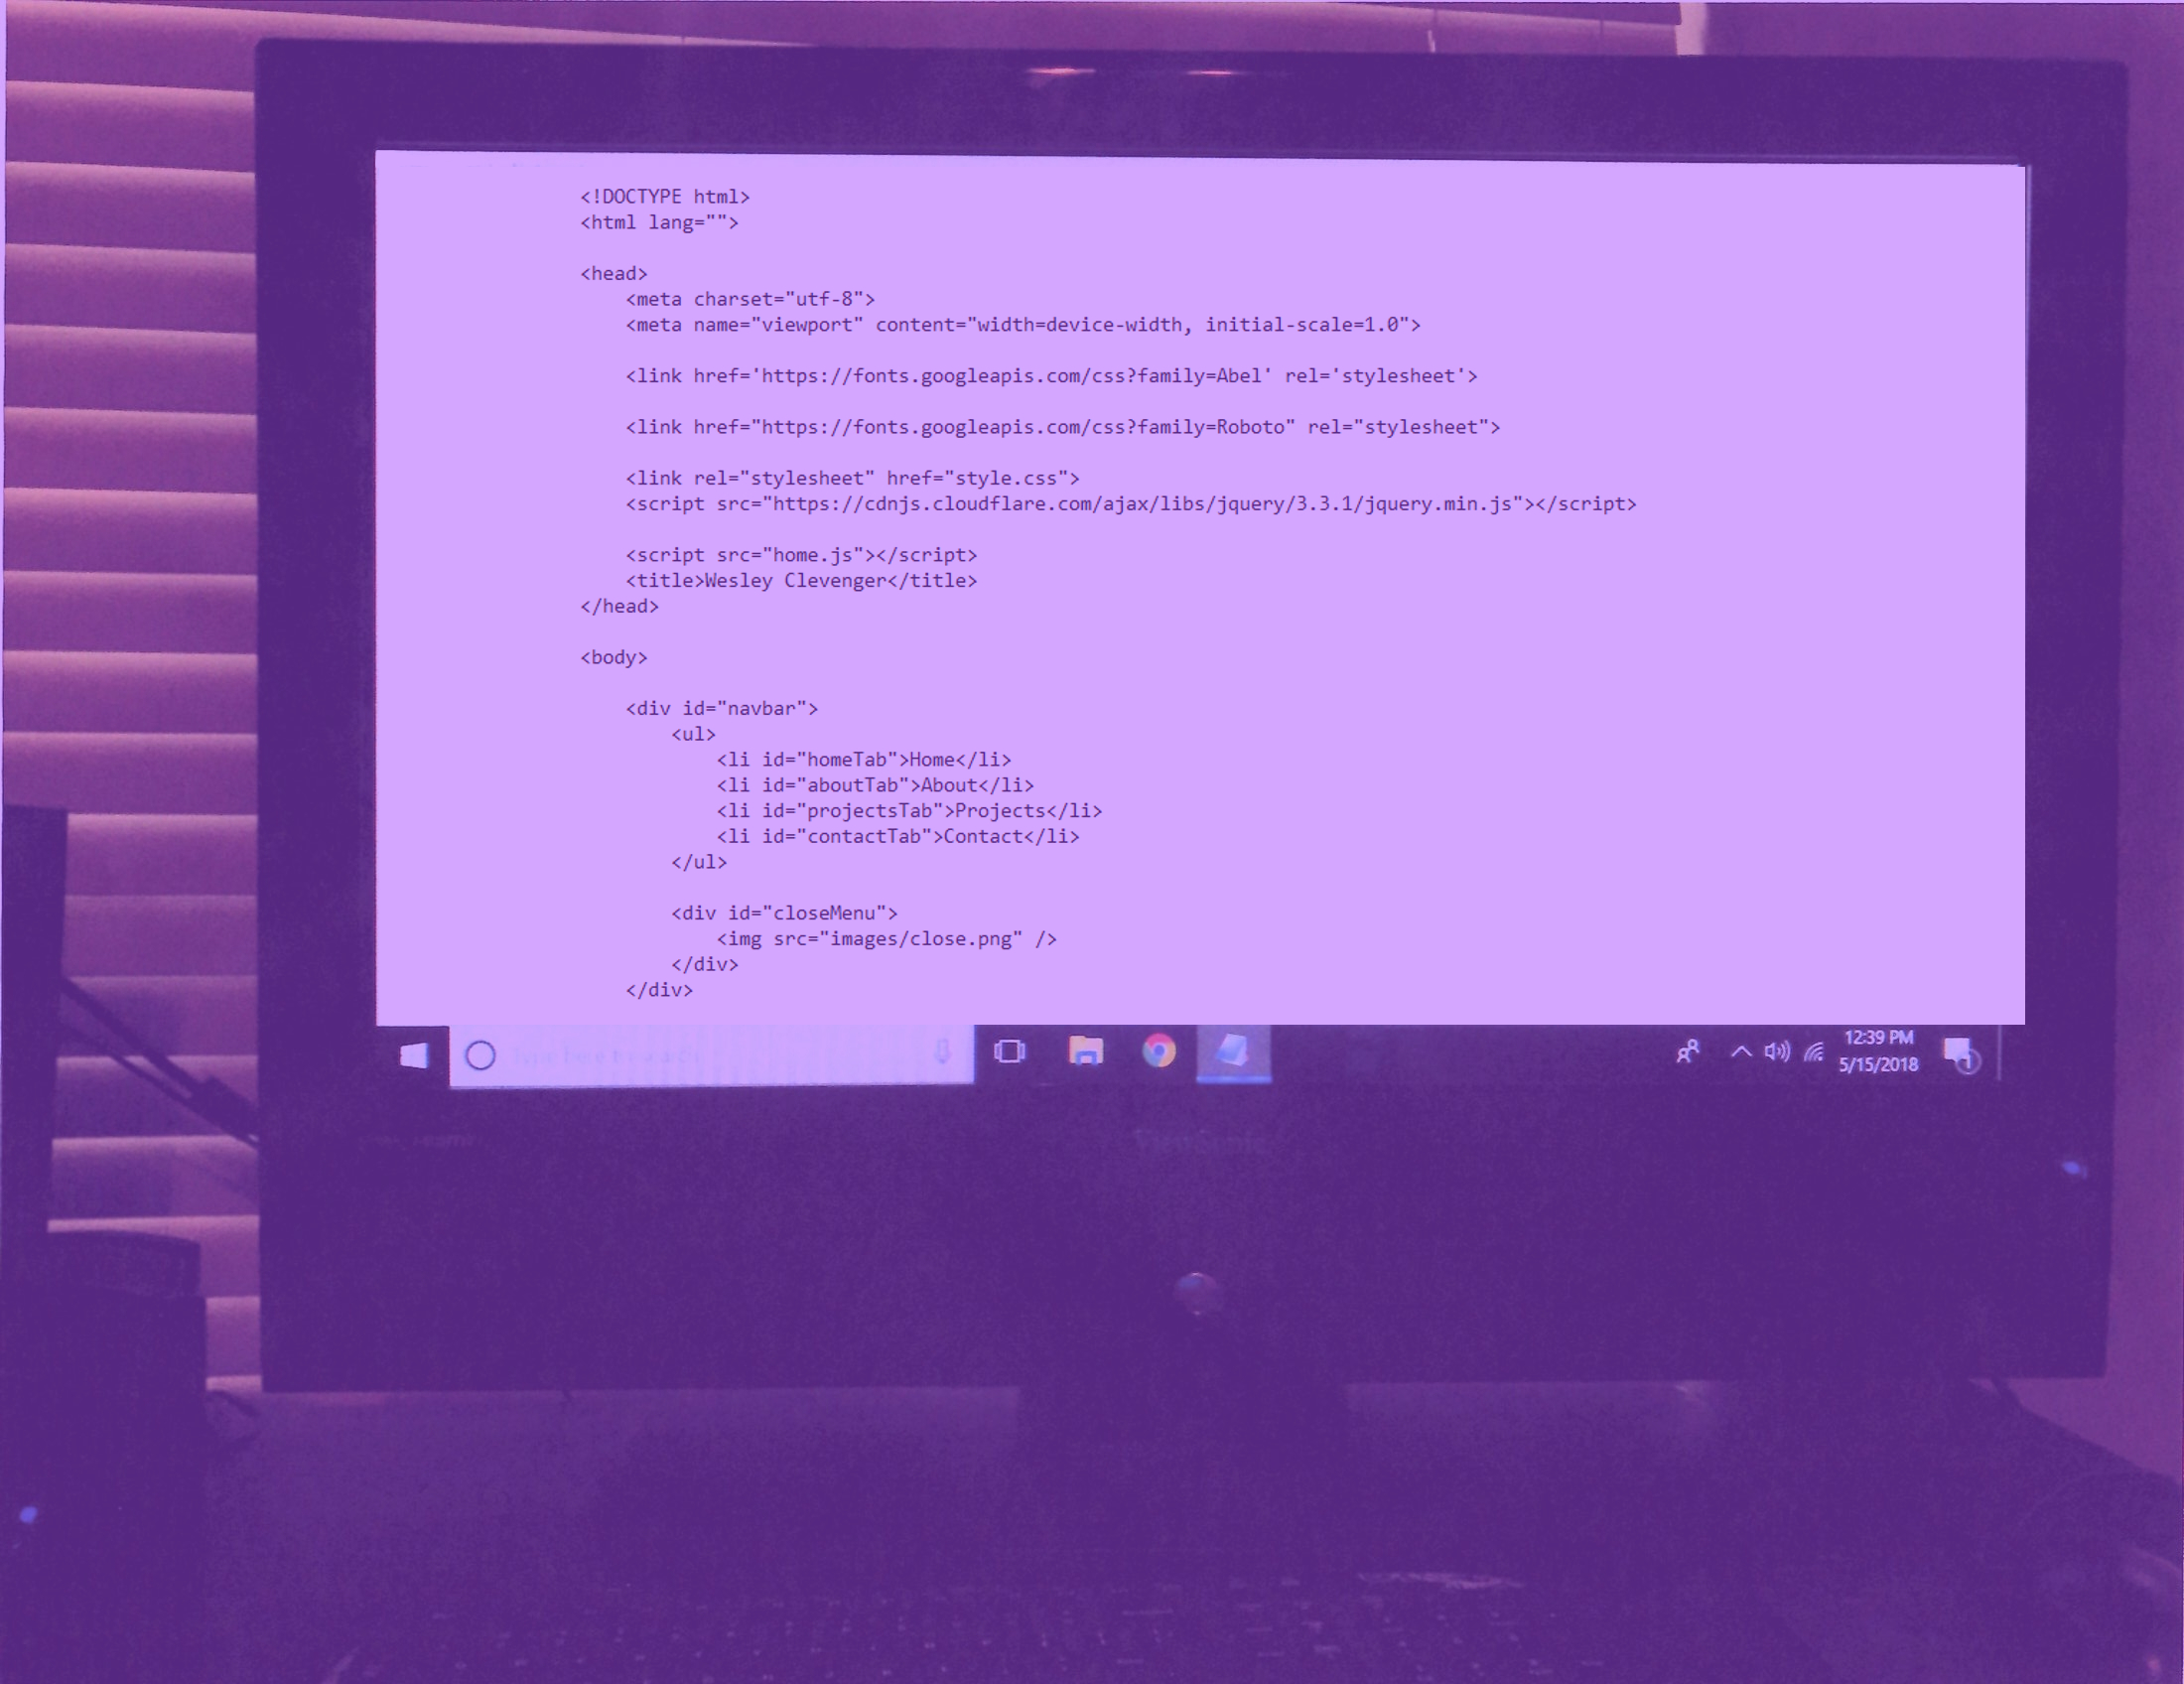 <!DOCTYPE html>
<html lang="">
<head>
<meta charset="utf-8">
<meta name="viewport" content="width=device-width, initial-scale=1.0">
<link href='https://fonts.googleapis.com/css?family=Abel' rel='stylesheet'>
<link href="https://fonts.googleapis.com/css?family=Roboto" rel="stylesheet">
<link rel="stylesheet" href="style.css">
<script src="https://cdnjs.cloudflare.com/ajax/libs/jquery/3.3.1/jquery.min.js"></script>
<script src="home.js"></script>
<title>Wesley Clevenger</title>
</head>
<body>
<div id="navbar">
<ul>
<li id="homeTab">Home</li>
<li id="aboutTab">About</li>
<li id="projectsTab">Projects</li>
<li id="contactTab">Contact</li>
</ul>
<div id="closeMenu">
<img src="images/close.png" />
</div>
</div>
12:39 PM
5/15/2018
1
ViewSonic